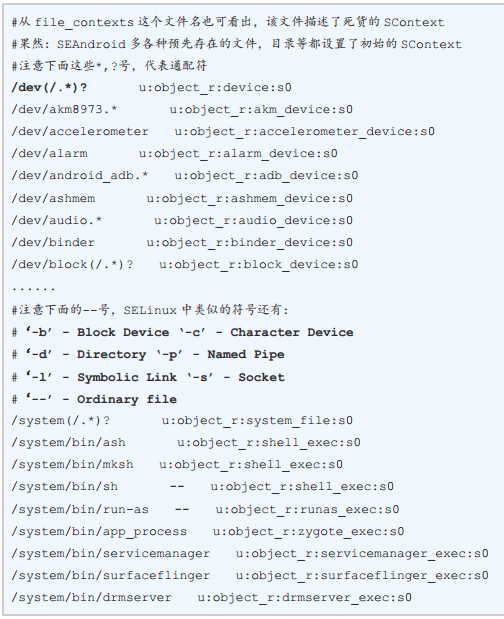 #从 file_contexts 这个文件名也可看出，该文件描述了死货的 SContext
#果然：SEAndroid 多各种预先存在的文件，目录等都设置了初始的 SContext
#注意下面这些*,?号，代表通配符
/dev(/.*)? u:object_r:device:s0
/dev/akm8973.* u:object_r:akm_device:s0
/dev/accelerometer u:object_r:accelerometer_device:s0
/dev/alarm u:object_r:alarm_device:s0
/dev/android_adb.* u:object_r:adb_device:s0
/dev/ashmem u:object_r:ashmem_device:s0
/dev/audio.* u:object_r:audio_device:s0
/dev/binder u:object_r:binder_device:s0
/dev/block(/.*)? u:object_r:block_device:s0
......
#注意下面的--号，SELinux 中类似的符号还有：
# ‘-b’ - Block Device ‘-c’ - Character Device
# ‘-d’ - Directory ‘-p’ - Named Pipe
# ‘-l’ - Symbolic Link ‘-s’ - Socket
# ‘--’ - Ordinary file
/system(/.*)? u:object_r:system_file:s0
/system/bin/ash u:object_r:shell_exec:s0
/system/bin/mksh u:object_r:shell_exec:s0
/system/bin/sh -- u:object_r:shell_exec:s0
/system/bin/run-as -- u:object_r:runas_exec:s0
/system/bin/app_process u:object_r:zygote_exec:s0
/system/bin/servicemanager u:object_r:servicemanager_exec:s0
/system/bin/surfaceflinger u:object_r:surfaceflinger_exec:s0
/system/bin/drmserver u:object_r:drmserver_exec:s0